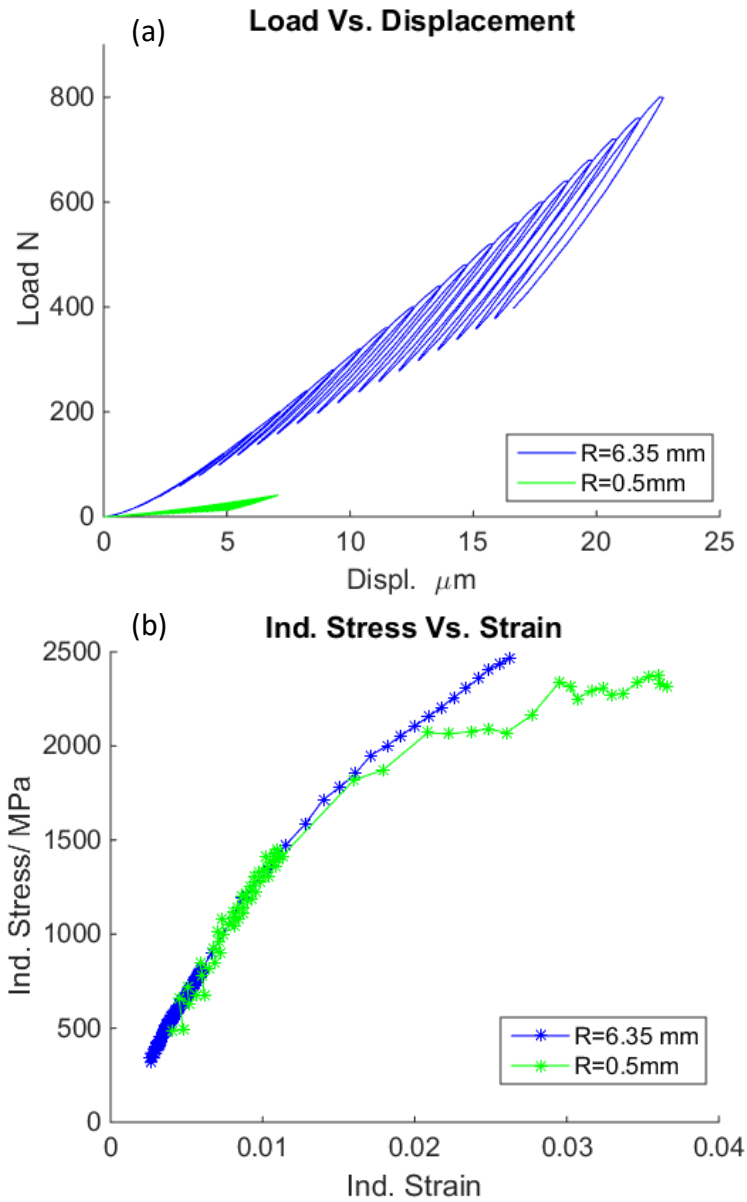 (a)
Load Vs. Displacement
800
600
400
200
0
Load N
0 5 10 15 20 25
Displ. μm
R=6.35 mm
R=0.5mm
(b)
Ind. Stress Vs. Strain
2500
2000
1500
1000
500
0
Ind. Stress/ MPa
0 0.01 0.02 0.03 0.04
Ind. Strain
R=6.35 mm
R=0.5mm